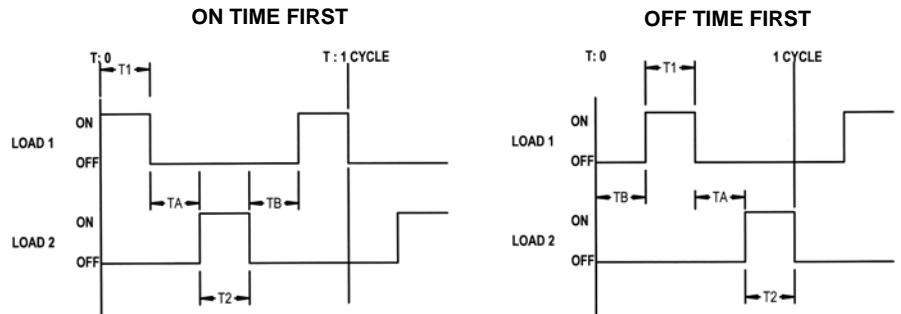 ON TIME FIRST
T: 0
T : 1 CYCLE
T1
LOAD 1
ON
OFF
TA
TB
LOAD 2
ON
OFF
T2
OFF TIME FIRST
T: 0
1 CYCLE
T1
LOAD 1
ON
OFF
TB
TA
LOAD 2
ON
OFF
T2